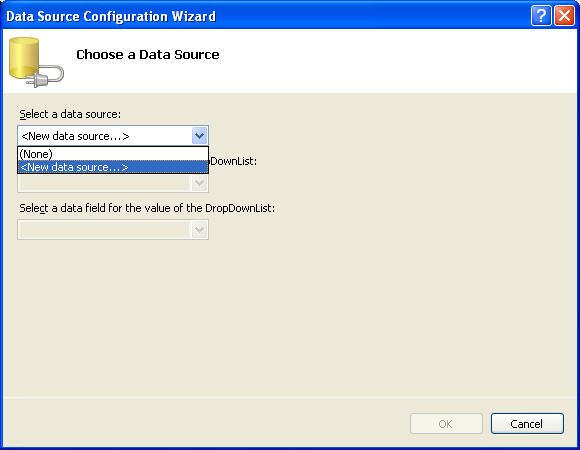 Data Source Configuration Wizard
?
Choose a Data Source
Select a data source:
<New data source...>
(None)
<New data source...>
DownList:
Select a data field for the value of the DropDownList:
OK
Cancel